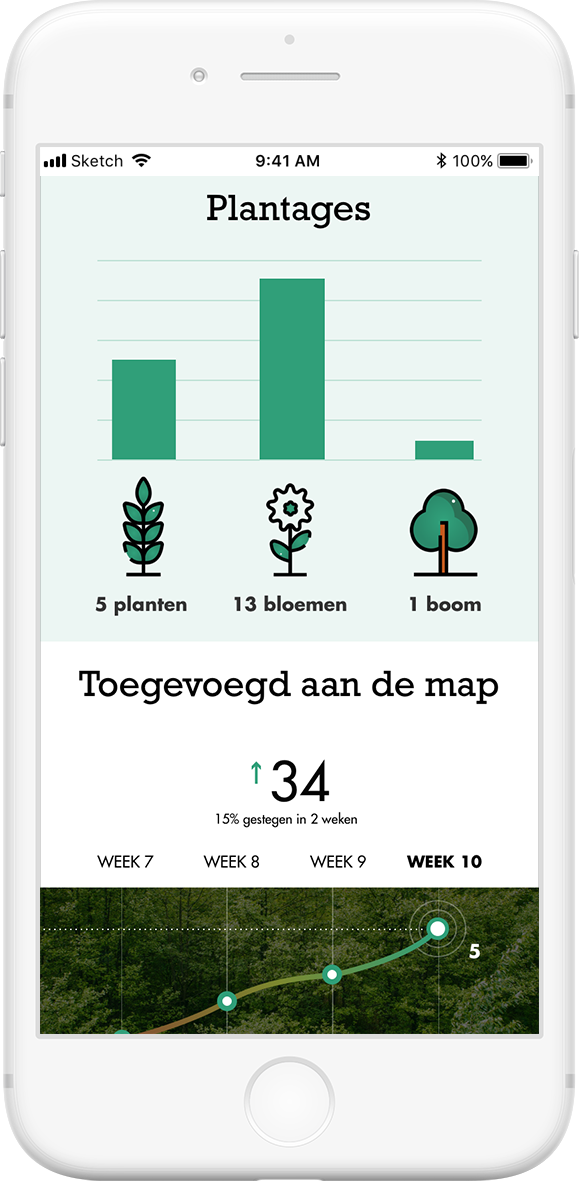 Sketch 9:41 AM 100%
Plantages
5 planten 13 bloemen 1 boom
Toegevoegd aan de map
↑34
15% gestegen in 2 weken
WEEK 7 WEEK 8 WEEK 9 WEEK 10
5